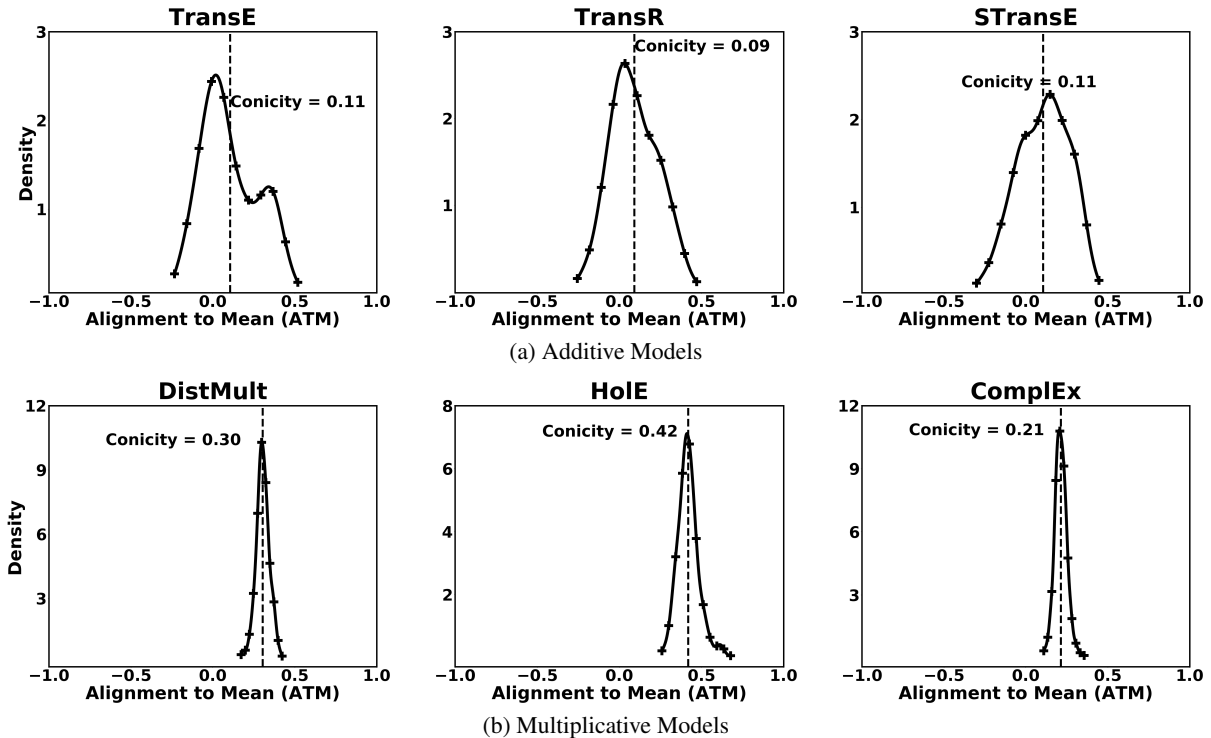 TransE
TransR
STransE
3
2
1
Density
Conicity = 0.11
−1.0 −0.5 0.0 0.5 1.0
Alignment to Mean (ATM)
3
2
1
Conicity = 0.09
−1.0 −0.5 0.0 0.5 1.0
Alignment to Mean (ATM)
3
2
1
Conicity = 0.11
−1.0 −0.5 0.0 0.5 1.0
Alignment to Mean (ATM)
(a) Additive Models
DistMult
HolE
ComplEx
12
9
6
3
Density
Conicity = 0.30
−1.0 −0.5 0.0 0.5 1.0
Alignment to Mean (ATM)
8
6
4
2
Conicity = 0.42
−1.0 −0.5 0.0 0.5 1.0
Alignment to Mean (ATM)
12
9
6
3
Conicity = 0.21
−1.0 −0.5 0.0 0.5 1.0
Alignment to Mean (ATM)
(b) Multiplicative Models